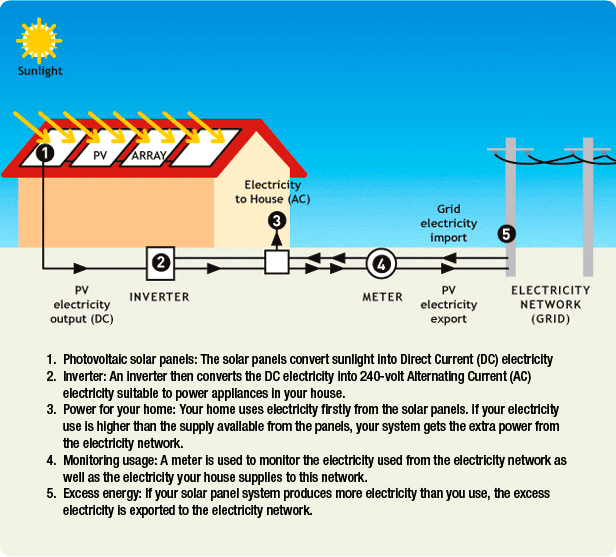 Sunlight
1
PV
ARRAY
Electricity
to House (AC)
3
Grid
electricity
import
5
2
4
PV
electricity
output (DC)
INVERTER
METER
PV
electricity
export
ELECTRICITY
NETWORK
(GRID)
1. Photovoltaic solar panels: The solar panels convert sunlight into Direct Current (DC) electricity
2. Inverter: An inverter then converts the DC electricity into 240-volt Alternating Current (AC)
electricity suitable to power appliances in your house.
3. Power for your home: Your home uses electricity firstly from the solar panels. If your electricity
use is higher than the supply available from the panels, your system gets the extra power from
the electricity network.
4. Monitoring usage: A meter is used to monitor the electricity used from the electricity network as
well as the electricity your house supplies to this network.
5. Excess energy: If your solar panel system produces more electricity than you use, the excess
electricity is exported to the electricity network.